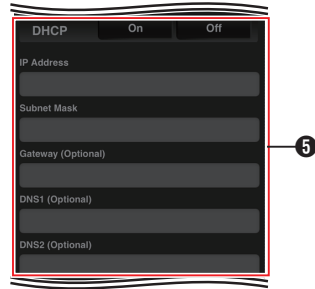 DHCP On Off
IP Address
Subnet Mask
Gateway (Optional)
DNS1 (Optional)
DNS2 (Optional)
5